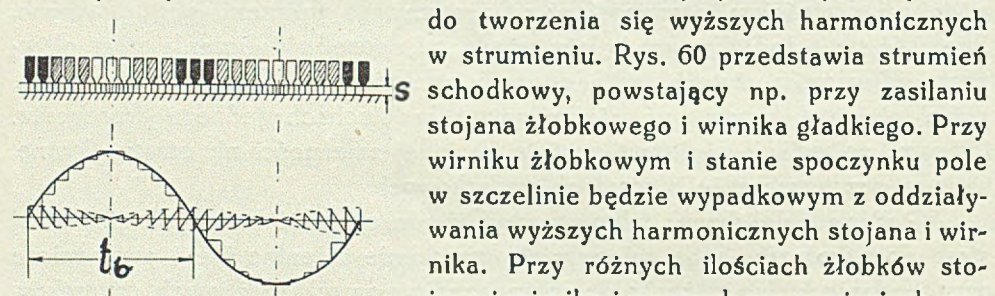 do tworzenia się wyższych harmonicznych
w strumieniu. Rys. 60 przedstawia strumień
schodkowy, powstający np. przy zasilaniu
stojana żłobkowego i wirnika gładkiego. Przy
wirniku żłobkowym i stanie spoczynku pole
w szczelinie będzie wypadkowym z oddziały-
wania wyższych harmonicznych stojana i wir-
nika. Przy różnych ilościach żłobków sto-
S